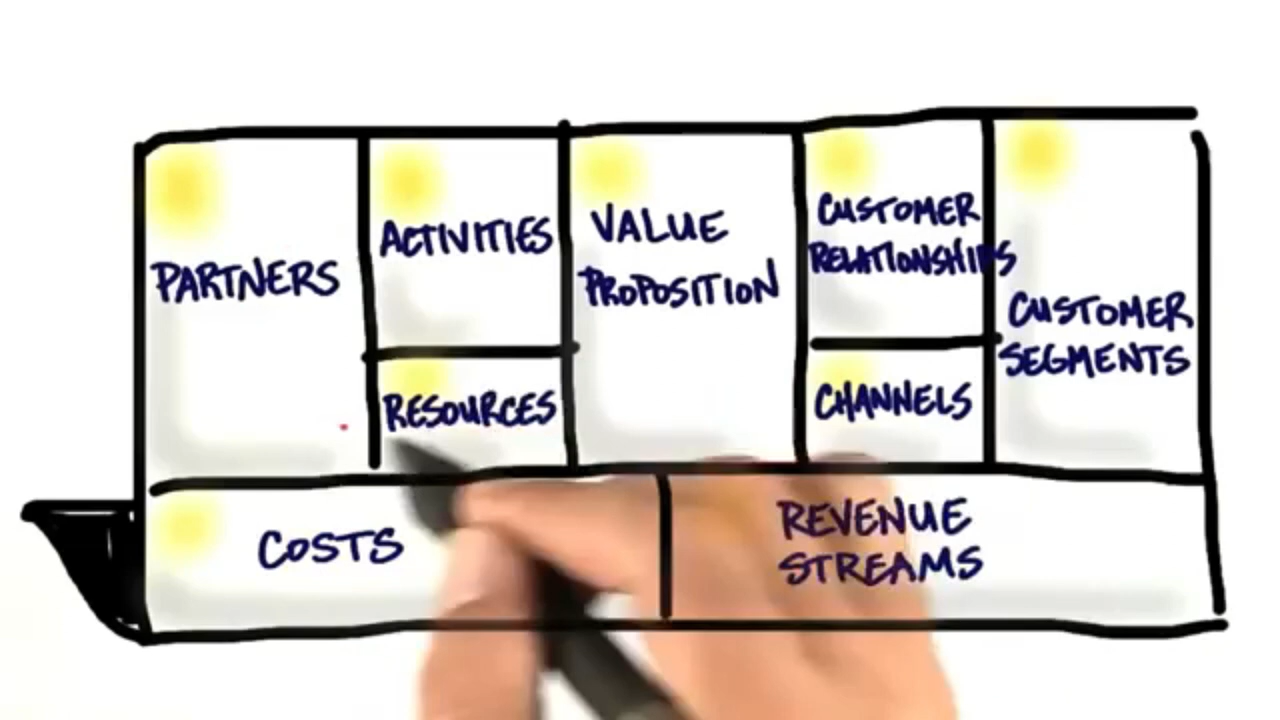 PARTNERS
ACTIVITIES
RESOURCES
VALUE
PROPOSITION
CUSTOMER
RELATIONSHIPS
CHANNELS
CUSTOMER
SEGMENTS
COSTS
REVENUE
STREAMS